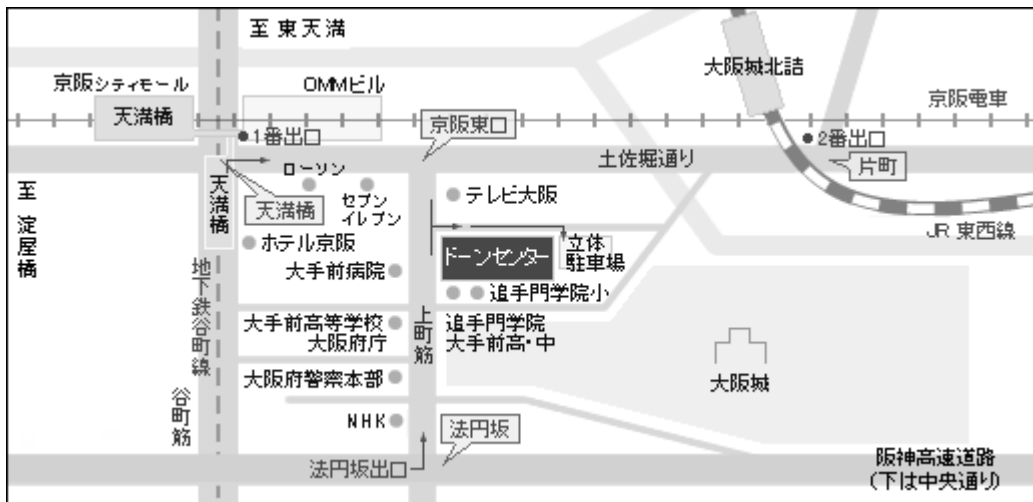 至 東天満
京阪シティモール
OMMビル
大阪城北詰
天満橋
京阪東口
京阪電車
1番出口
2番出口
土佐堀通り
片町
ローソン
セブン
イレブン
テレビ大阪
至 淀屋橋
天満橋
天満橋
ホテル京阪
JR 東西線
ドーンセンター
立体
駐車場
大手前病院
追手門学院小
地下鉄谷町線
大手前高等学校
大阪府庁
上町筋
追手門学院
大手前高・中
大阪府警察本部
大阪城
谷町筋
NHK
法円坂
法円坂出口
阪神高速道路
(下は中央通り)